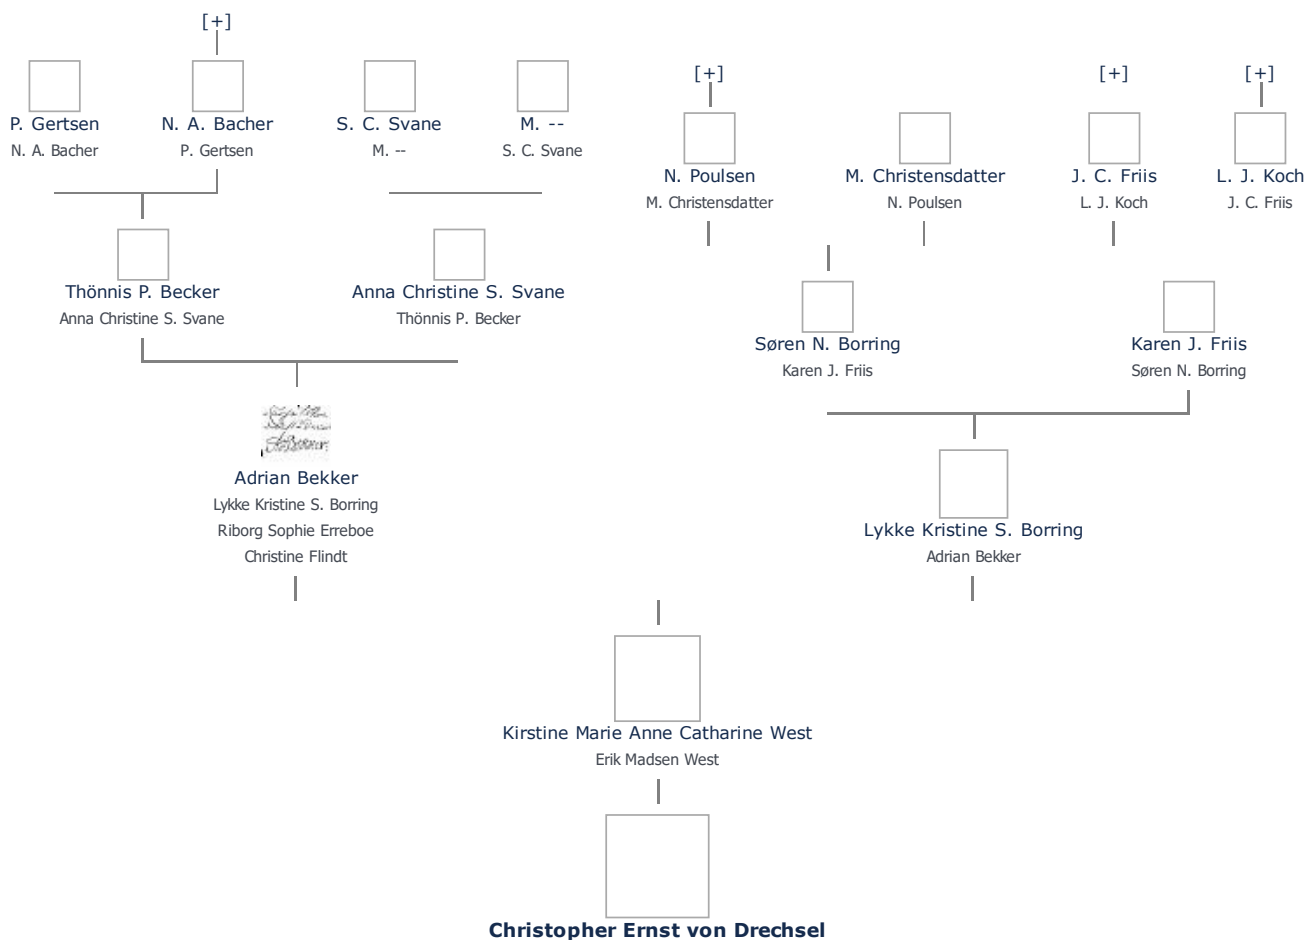 [+]
[+]
[+]
[+]
P. Gertsen
N. A. Bacher
N. A. Bacher
P. Gertsen
S. C. Svane
M. --
M. --
S. C. Svane
N. Poulsen
M. Christensdatter
M. Christensdatter
N. Poulsen
J. C. Friis
L. J. Koch
L. J. Koch
J. C. Friis
Thönnis P. Becker
Anna Christine S. Svane
Anna Christine S. Svane
Thönnis P. Becker
Søren N. Borring
Karen J. Friis
Karen J. Friis
Søren N. Borring
Adrian Bekker
Lykke Kristine S. Borring
Riborg Sophie Erreboe
Christine Flindt
Lykke Kristine S. Borring
Adrian Bekker
Kirstine Marie Anne Catharine West
Erik Madsen West
Christopher Ernst von Drechsel